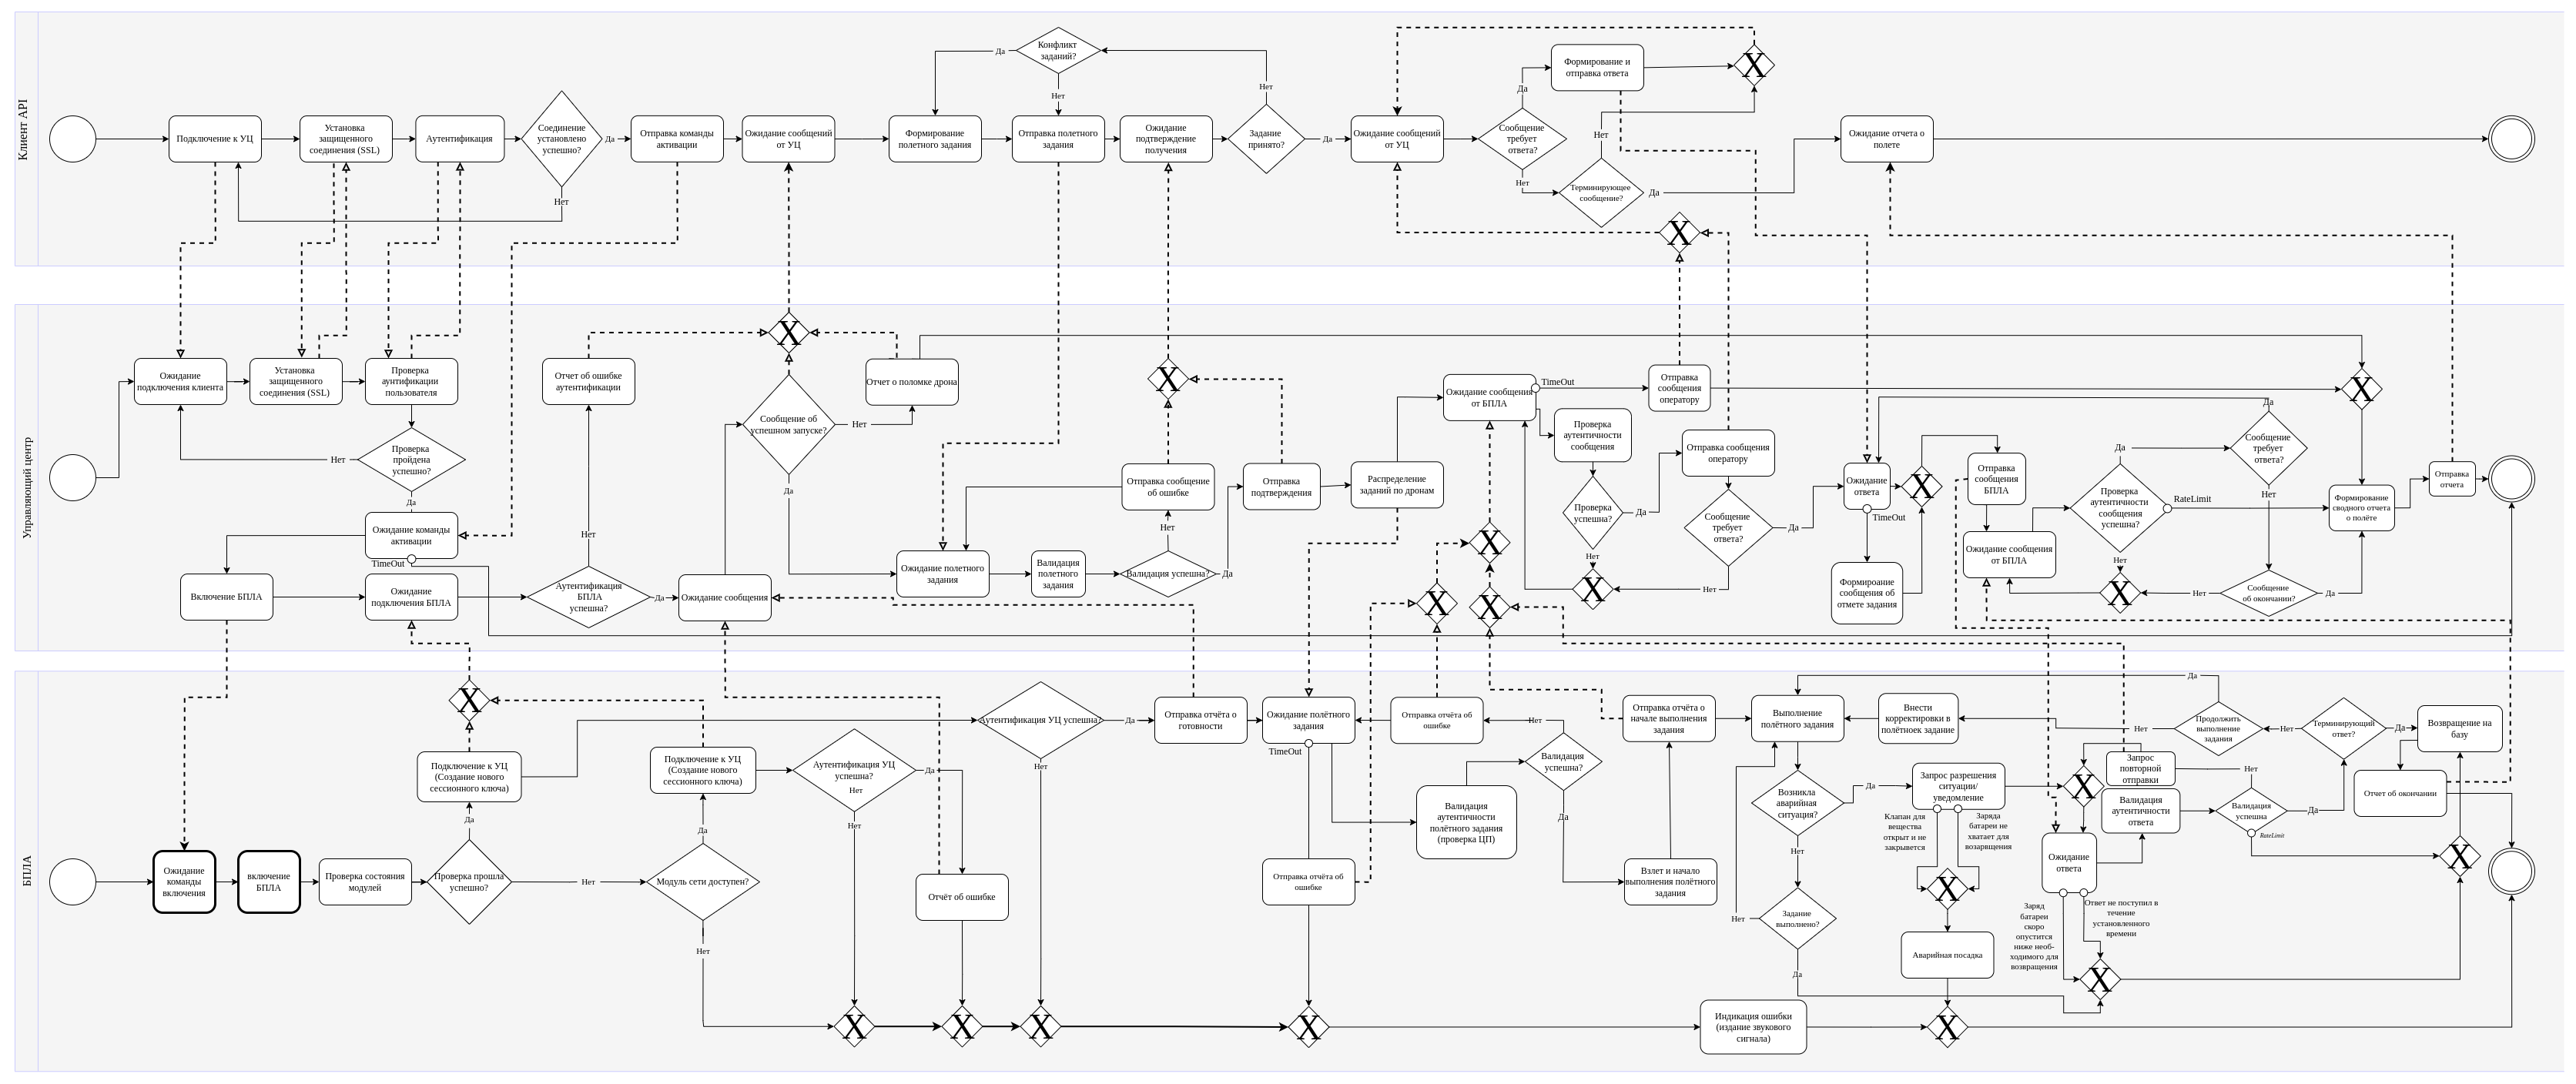 Клиент API
Подключение к УЦ
Установка
защищенного
соединения (SSL)
Аутентификация
Соединение
установлено
успешно?
Да
Нет
Отправка команды
активации
Ожидание сообщений
от УЦ
Формирование
полетного задания
Конфликт
заданий?
Да
Нет
Отправка полетного
задания
Ожидание
подтверждение
получения
Задание
принято?
Нет
Да
Ожидание сообщений
от УЦ
Сообщение
требует
ответа?
Да
Нет
Формирование и
отправка ответа
X
Терминирующее
сообщение?
Нет
Да
X
Ожидание отчета о
полете
Управляющий центр
Ожидание
подключения клиента
Установка
защищенного
соединения (SSL)
Проверка
аунтификации
пользователя
Проверка
пройдена
успешно?
Нет
Да
Ожидание команды
активации
TimeOut
Включение БПЛА
Ожидание
подключения БПЛА
Отчет об ошибке
аутентификации
Нет
Аутентификация
БПЛА
успешна?
Да
Ожидание сообщения
X
Сообщение об
успешном запуске?
Нет
Да
Отчет о поломке дрона
Ожидание полетного
задания
Валидация
полетного
задания
Валидация успешна?
Нет
Да
Отправка сообщение
об ошибке
X
Отправка
подтверждения
Распределение
заданий по дронам
Ожидание сообщения
от БПЛА
TimeOut
Проверка
аутентичности
сообщения
Проверка
успешна?
Да
Нет
X
X
X
X
Отправка
сообщения
оператору
Отправка сообщения
оператору
Сообщение
требует
ответа?
Да
Нет
Ожидание
ответа
TimeOut
Формироание
сообщения об
отмете задания
X
Отправка
сообщения
БПЛА
Ожидание сообщения
от БПЛА
Проверка
аутентичности
сообщения
успешна?
Да
RateLimit
Нет
X
Сообщение
требует
ответа?
Да
Нет
Сообщение
об окончании?
Нет
Да
X
Формирование
сводного отчета
о полёте
Отправка
отчета
БПЛА
Ожидание
команды
включения
включение
БПЛА
Проверка состояния
модулей
Проверка прошла
успешно?
Да
Нет
Подключение к УЦ
(Создание нового
сессионного ключа)
X
Модуль сети доступен?
Да
Нет
Подключение к УЦ
(Создание нового
сессионного ключа)
Аутентификация УЦ
успешна?
Нет
Нет
Да
Отчёт об ошибке
Аутентификация УЦ успешна?
Да
Нет
X
X
X
Отправка отчёта о
готовности
Ожидание полётного
задания
TimeOut
Отправка отчёта об
ошибке
X
Отправка отчёта об
ошибке
Валидация
аутентичности
полётного задания
(проверка ЦП)
Валидация
успешна?
Нет
Да
Взлет и начало
выполнения полётного
задания
Отправка отчёта о
начале выполнения
задания
Выполнение
полётного задания
Внести
корректировки в
полётноек задание
Возникла
аварийная
ситуация?
Да
Нет
Задание
выполнено?
Нет
Да
Индикация ошибки
(издание звукового
сигнала)
Запрос разрешения
ситуации/
уведомление
Клапан для
вещества
открыт и не
закрывется
Заряда
батареи не
хватает для
возарвщения
X
Аварийная посадка
X
X
Запрос
повторной
отправки
Валидация
аутентичности
ответа
Ожидание
ответа
Заряд
батареи
скоро
опустится
ниже необ-
ходимого для
возвращения
Ответ не поступил в
течение
установленного
времени
X
Нет
Валидация
успешна
Да
RateLimit
Да
Продолжить
выполнение
задания
Нет
Нет
Терминирующий
ответ?
Да
Возвращение на
базу
Отчет об окончании
X